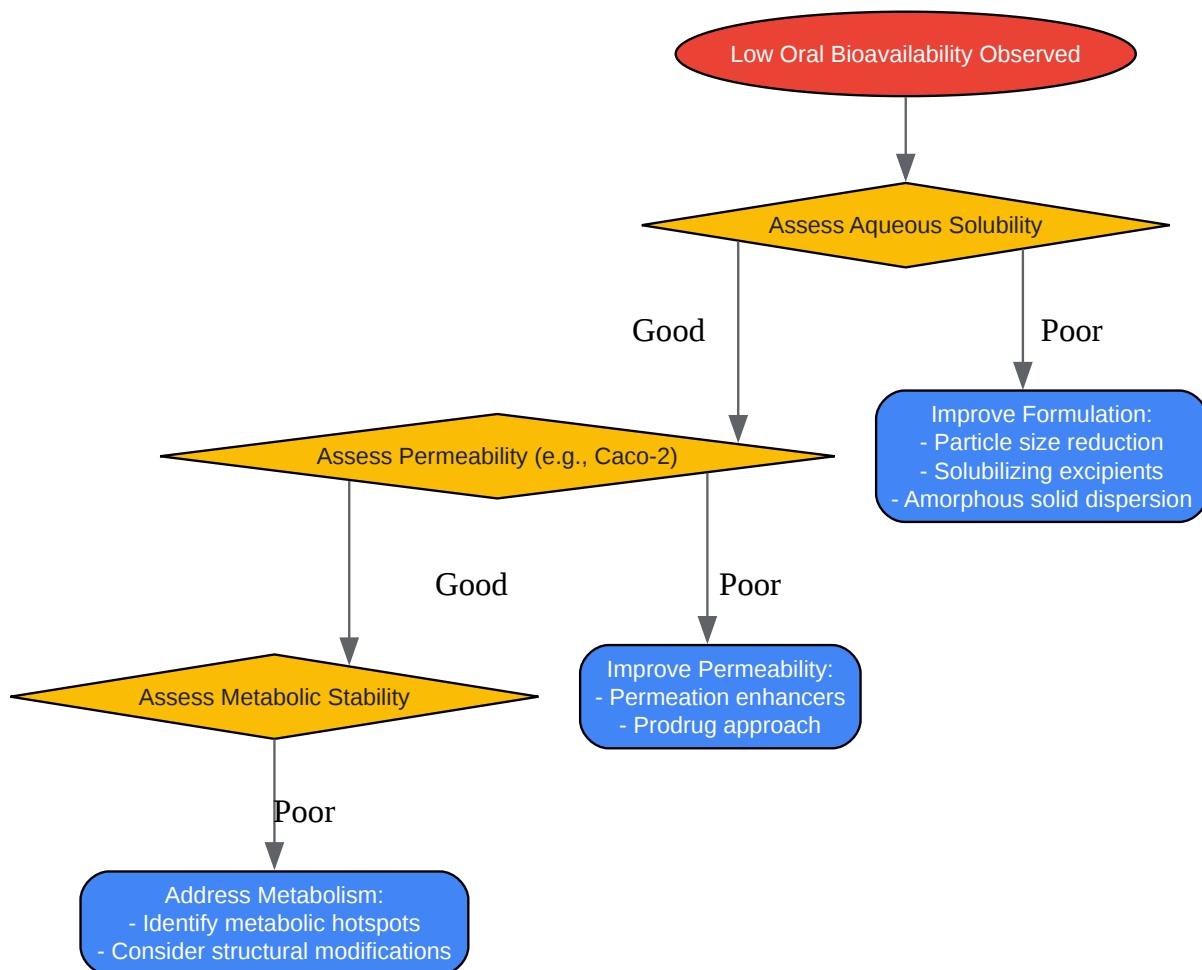 Low Oral Bioavailability Observed
Assess Aqueous Solubility
Good
Poor
Improve Formulation:
- Particle size reduction
- Solubilizing excipients
- Amorphous solid dispersion
Assess Permeability (e.g., Caco-2)
Good
Poor
Improve Permeability:
- Permeation enhancers
- Prodrug approach
Assess Metabolic Stability
Poor
Address Metabolism:
- Identify metabolic hotspots
- Consider structural modifications